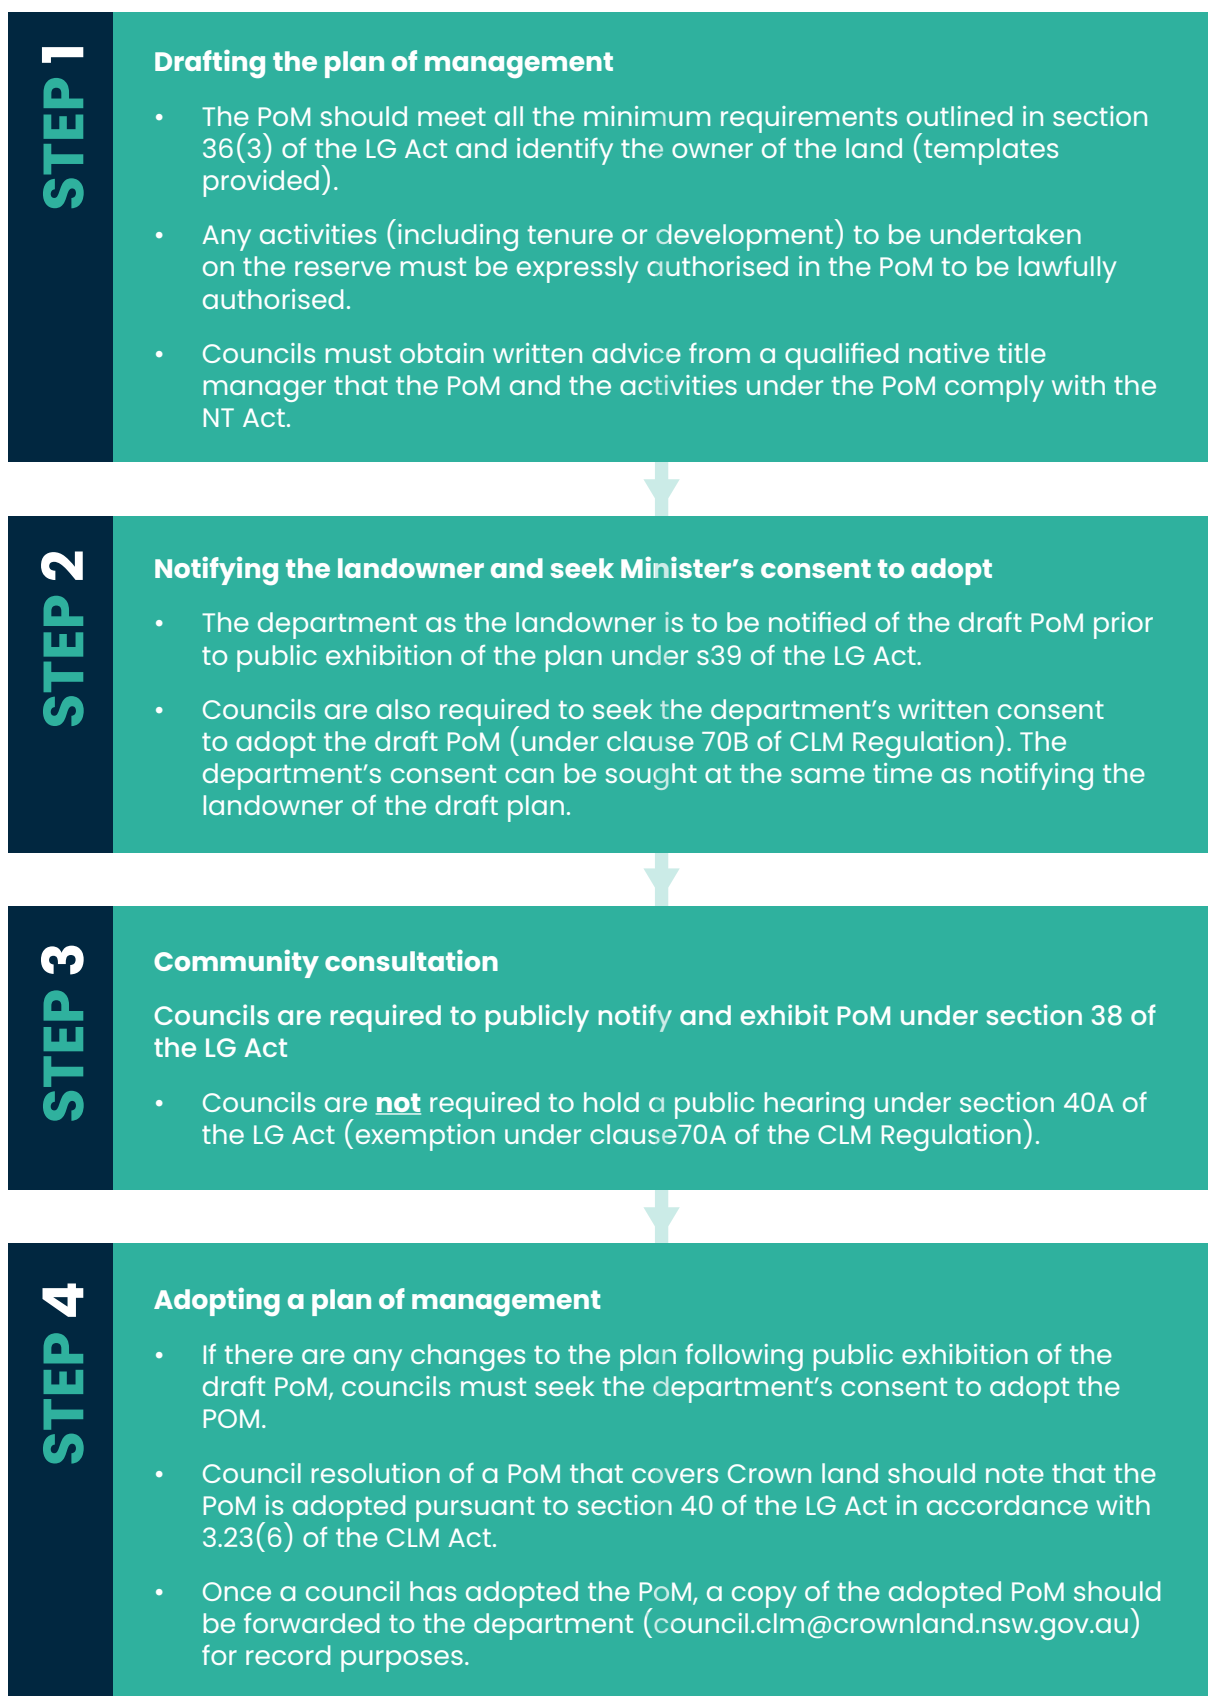 STEP 1
Drafting the plan of management
• The PoM should meet all the minimum requirements outlined in section
36(3) of the LG Act and identify the owner of the land (templates
provided).
• Any activities (including tenure or development) to be undertaken
on the reserve must be expressly authorised in the PoM to be lawfully
authorised.
• Councils must obtain written advice from a qualified native title
manager that the PoM and the activities under the PoM comply with the
NT Act.
STEP 2
Notifying the landowner and seek Minister’s consent to adopt
• The department as the landowner is to be notified of the draft PoM prior
to public exhibition of the plan under s39 of the LG Act.
• Councils are also required to seek the department’s written consent
to adopt the draft PoM (under clause 70B of CLM Regulation). The
department’s consent can be sought at the same time as notifying the
landowner of the draft plan.
STEP 3
Community consultation
Councils are required to publicly notify and exhibit PoM under section 38 of
the LG Act
• Councils are not required to hold a public hearing under section 40A of
the LG Act (exemption under clause70A of the CLM Regulation).
STEP 4
Adopting a plan of management
• If there are any changes to the plan following public exhibition of the
draft PoM, councils must seek the department’s consent to adopt the
POM.
• Council resolution of a PoM that covers Crown land should note that the
PoM is adopted pursuant to section 40 of the LG Act in accordance with
3.23(6) of the CLM Act.
• Once a council has adopted the PoM, a copy of the adopted PoM should
be forwarded to the department (council.clm@crownland.nsw.gov.au)
for record purposes.